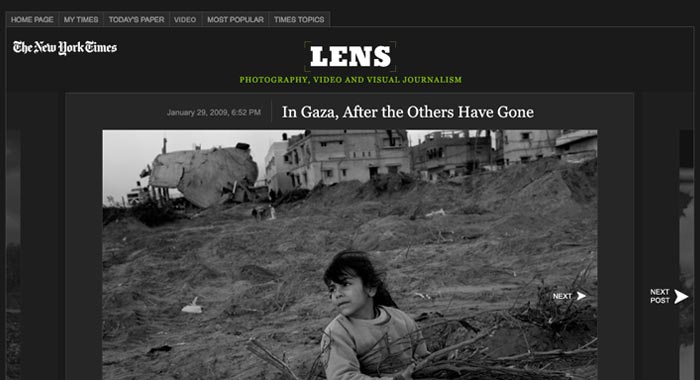 HOME PAGE MY TIMES TODAY'S PAPER VIDEO MOST POPULAR TIMES TOPICS
The New York Times
LENS
PHOTOGRAPHY, VIDEO AND VISUAL JOURNALISM
January 29, 2009, 6:52 PM In Gaza, After the Others Have Gone
NEXT
NEXT
POST